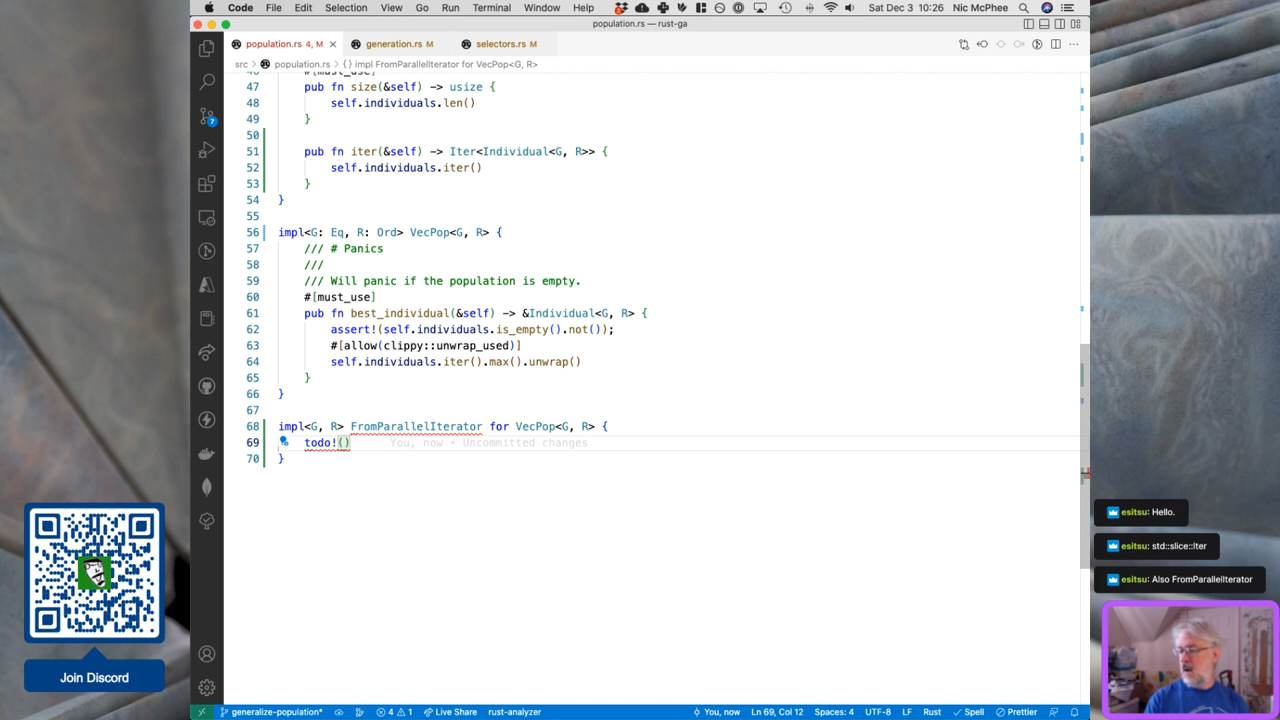 Code File Edit Selection View Go Run Terminal Window Help Sat Dec 3 10:26 Nic McPhee
population.rs — rust-ga
population.rs 4, M generation.rs M selectors.rs M
src > population.rs > {} impl FromParallelIterator for VecPop<G, R>
46 #[must_use]
47 pub fn size(&self) -> usize {
48 self.individuals.len()
49 }
50
51 pub fn iter(&self) -> Iter<Individual<G, R>> {
52 self.individuals.iter()
53 }
54 }
55
56 impl<G: Eq, R: Ord> VecPop<G, R> {
57 /// # Panics
58 ///
59 /// Will panic if the population is empty.
60 #[must_use]
61 pub fn best_individual(&self) -> &Individual<G, R> {
62 assert!(self.individuals.is_empty().not());
63 #[allow(clippy::unwrap_used)]
64 self.individuals.iter().max().unwrap()
65 }
66 }
67
68 impl<G, R> FromParallelIterator for VecPop<G, R> {
69 todo!() You, now • Uncommitted changes
70 }
7
Join Discord
esitsu: Hello.
esitsu: std::slice::Iter
esitsu: Also FromParallelIterator
generalize-population* 4 1 Live Share rust-analyzer You, now Ln 69, Col 12 Spaces: 4 UTF-8 LF Rust Spell Prettier